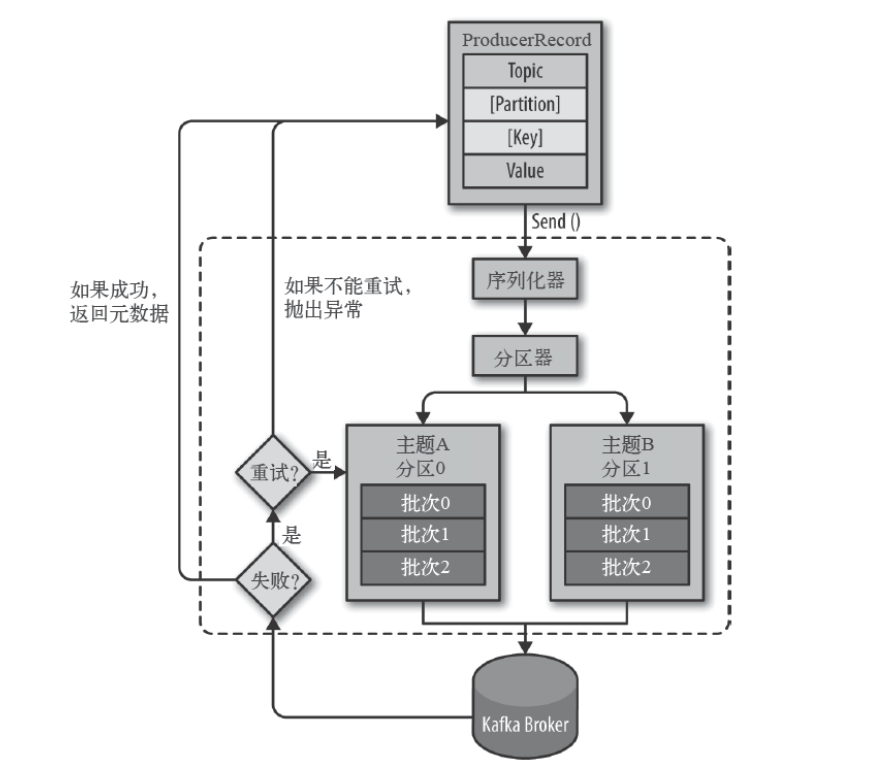 ProducerRecord
Topic
[Partition]
[Key]
Value
Send ()
序列化器
如果成功，
返回元数据
如果不能重试，
抛出异常
分区器
主题A
分区0
批次0
批次1
批次2
主题B
分区1
批次0
批次1
批次2
重试?
是
是
失败?
Kafka Broker